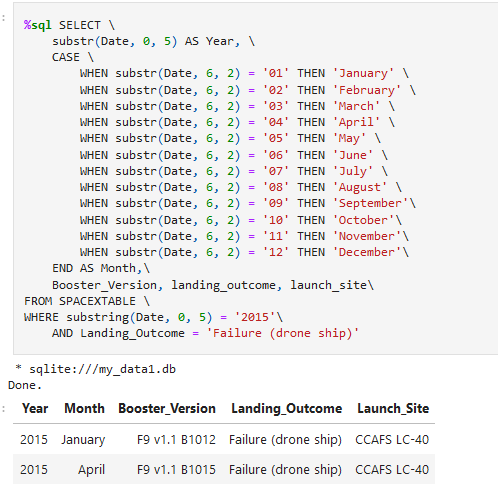 %sql SELECT \
substr(Date, 0, 5) AS Year, \
CASE \
WHEN substr(Date, 6, 2) = '01' THEN 'January' \
WHEN substr(Date, 6, 2) = '02' THEN 'February' \
WHEN substr(Date, 6, 2) = '03' THEN 'March' \
WHEN substr(Date, 6, 2) = '04' THEN 'April' \
WHEN substr(Date, 6, 2) = '05' THEN 'May' \
WHEN substr(Date, 6, 2) = '06' THEN 'June' \
WHEN substr(Date, 6, 2) = '07' THEN 'July' \
WHEN substr(Date, 6, 2) = '08' THEN 'August' \
WHEN substr(Date, 6, 2) = '09' THEN 'September'\
WHEN substr(Date, 6, 2) = '10' THEN 'October'\
WHEN substr(Date, 6, 2) = '11' THEN 'November'\
WHEN substr(Date, 6, 2) = '12' THEN 'December'\
END AS Month,\
Booster_Version, landing_outcome, launch_site\
FROM SPACEXTABLE \
WHERE substring(Date, 0, 5) = '2015'\
AND Landing_Outcome = 'Failure (drone ship)'
* sqlite:///my_data1.db
Done.
Year Month Booster_Version Landing_Outcome Launch_Site
2015 January F9 v1.1 B1012 Failure (drone ship) CCAFS LC-40
2015 April F9 v1.1 B1015 Failure (drone ship) CCAFS LC-40